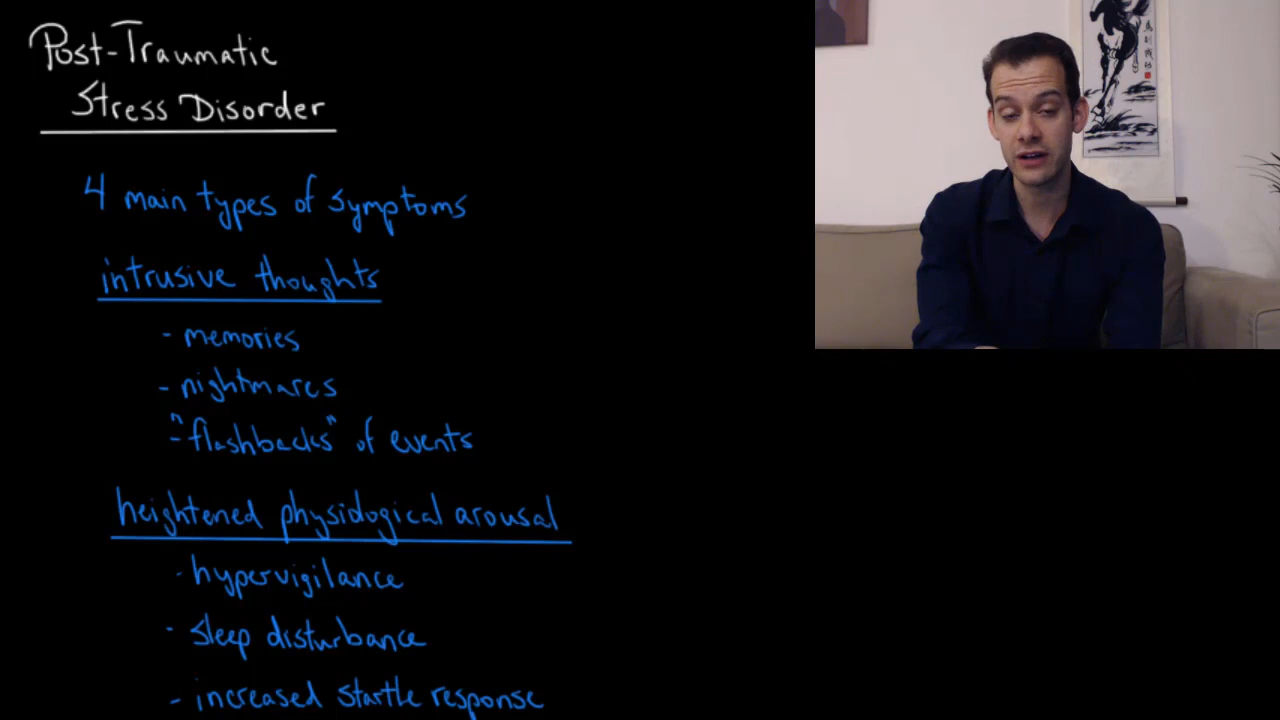 Post-Traumatic
Stress Disorder
4 main types of symptoms
intrusive thoughts
- memories
- nightmares
- "flashbacks" of events
heightened physiological arousal
- hypervigilance
- sleep disturbance
- increased startle response